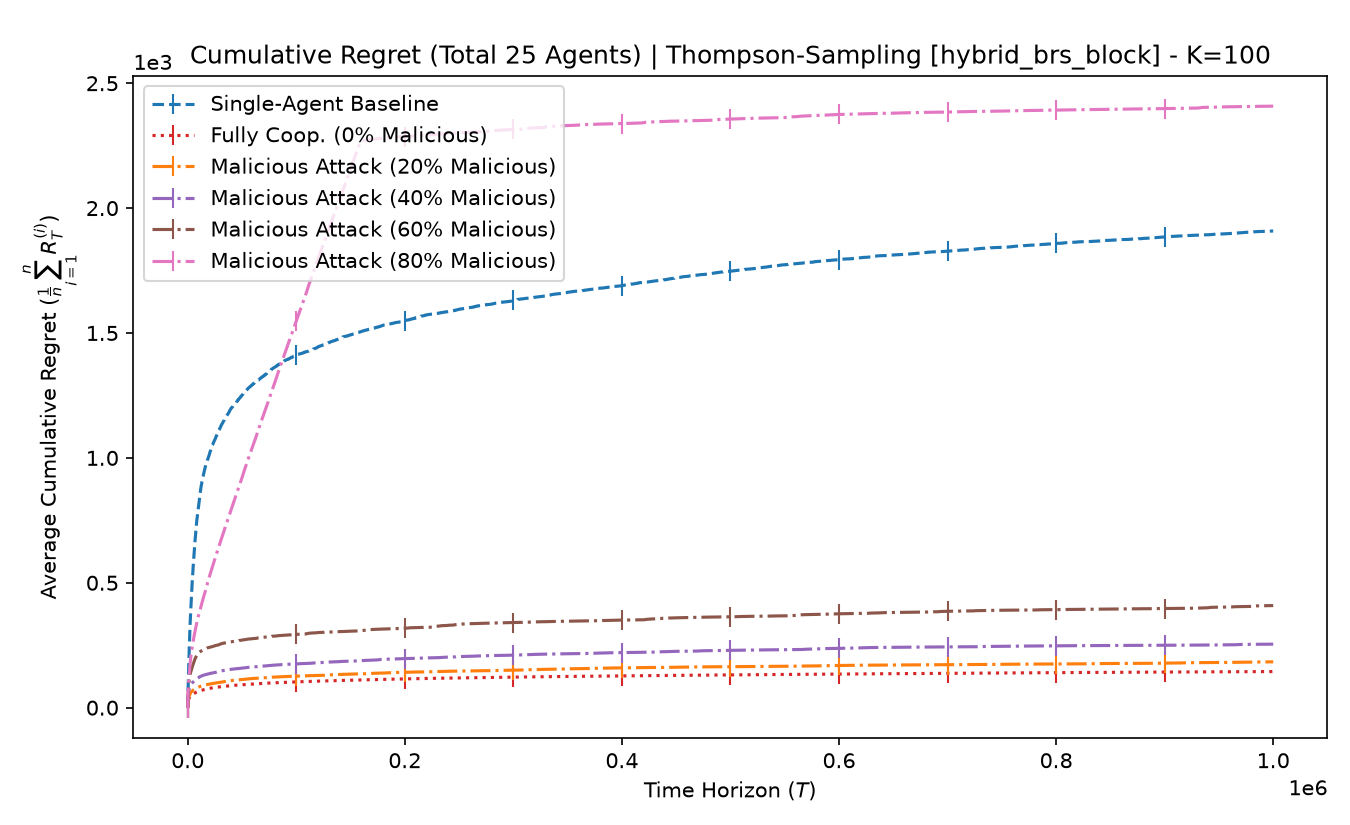 1e3
Cumulative Regret (Total 25 Agents) | Thompson-Sampling [hybrid_brs_block] - K=100
2.5
2.0
1.5
1.0
0.5
0.0
Average Cumulative Regret ($\frac{1}{n}\sum_{i=1}^{n} R_T^{(i)}$)
Single-Agent Baseline
Fully Coop. (0% Malicious)
Malicious Attack (20% Malicious)
Malicious Attack (40% Malicious)
Malicious Attack (60% Malicious)
Malicious Attack (80% Malicious)
0.0 0.2 0.4 0.6 0.8 1.0
Time Horizon (T)
1e6